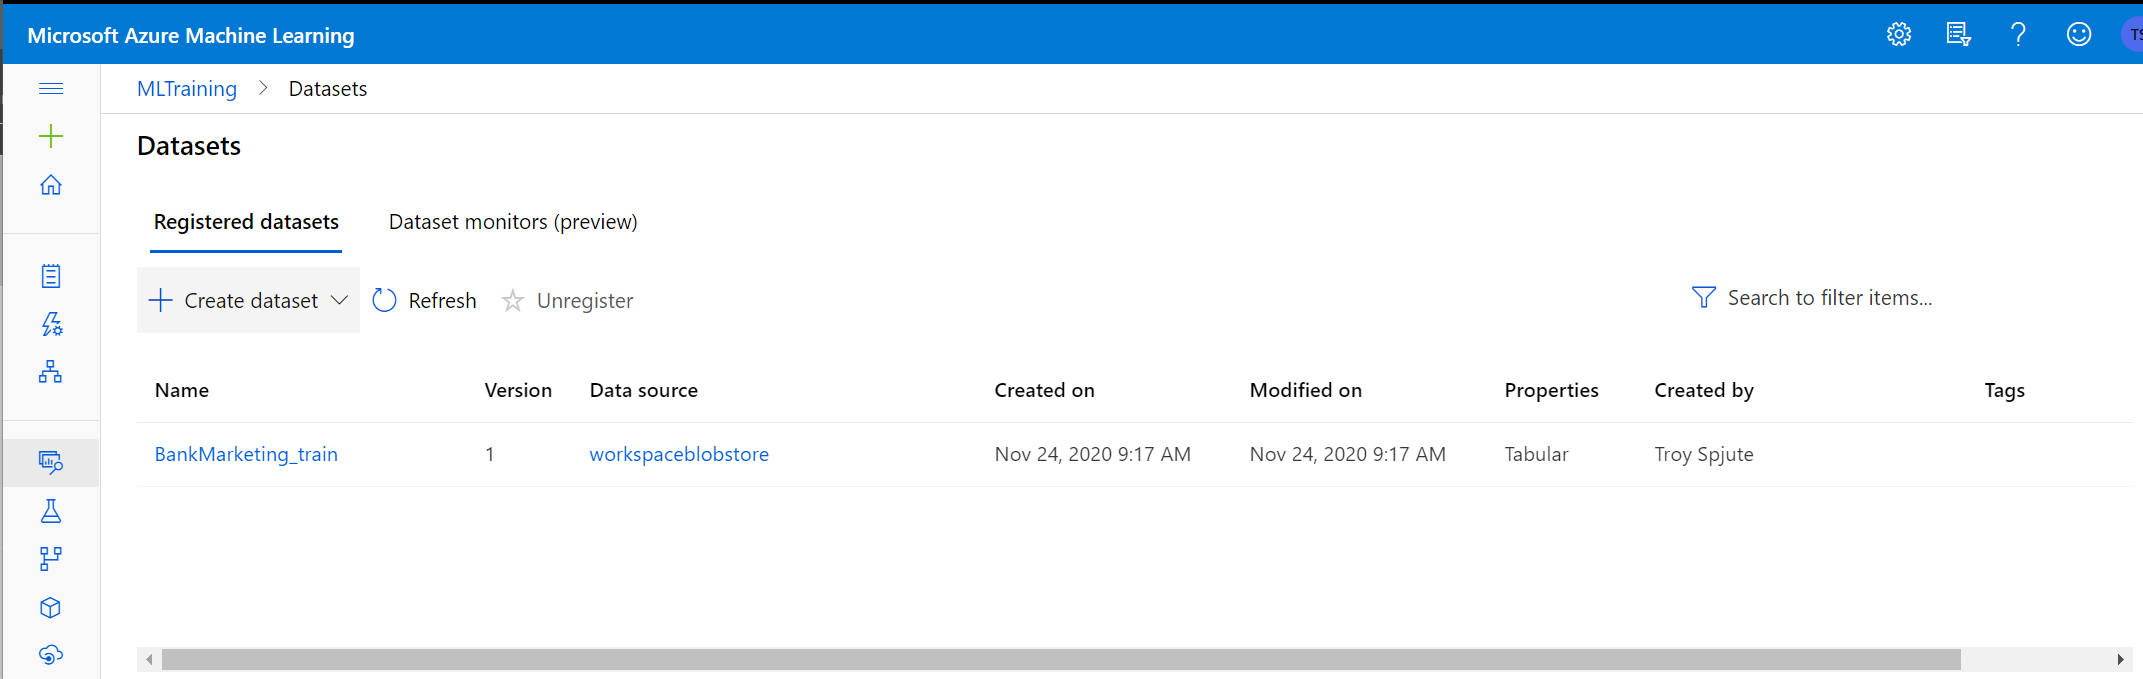 Microsoft Azure Machine Learning
TS
MLTraining > Datasets
Datasets
Registered datasets Dataset monitors (preview)
Create dataset Refresh Unregister Search to filter items...
Name Version Data source Created on Modified on Properties Created by Tags
BankMarketing_train 1 workspaceblobstore Nov 24, 2020 9:17 AM Nov 24, 2020 9:17 AM Tabular Troy Spjute